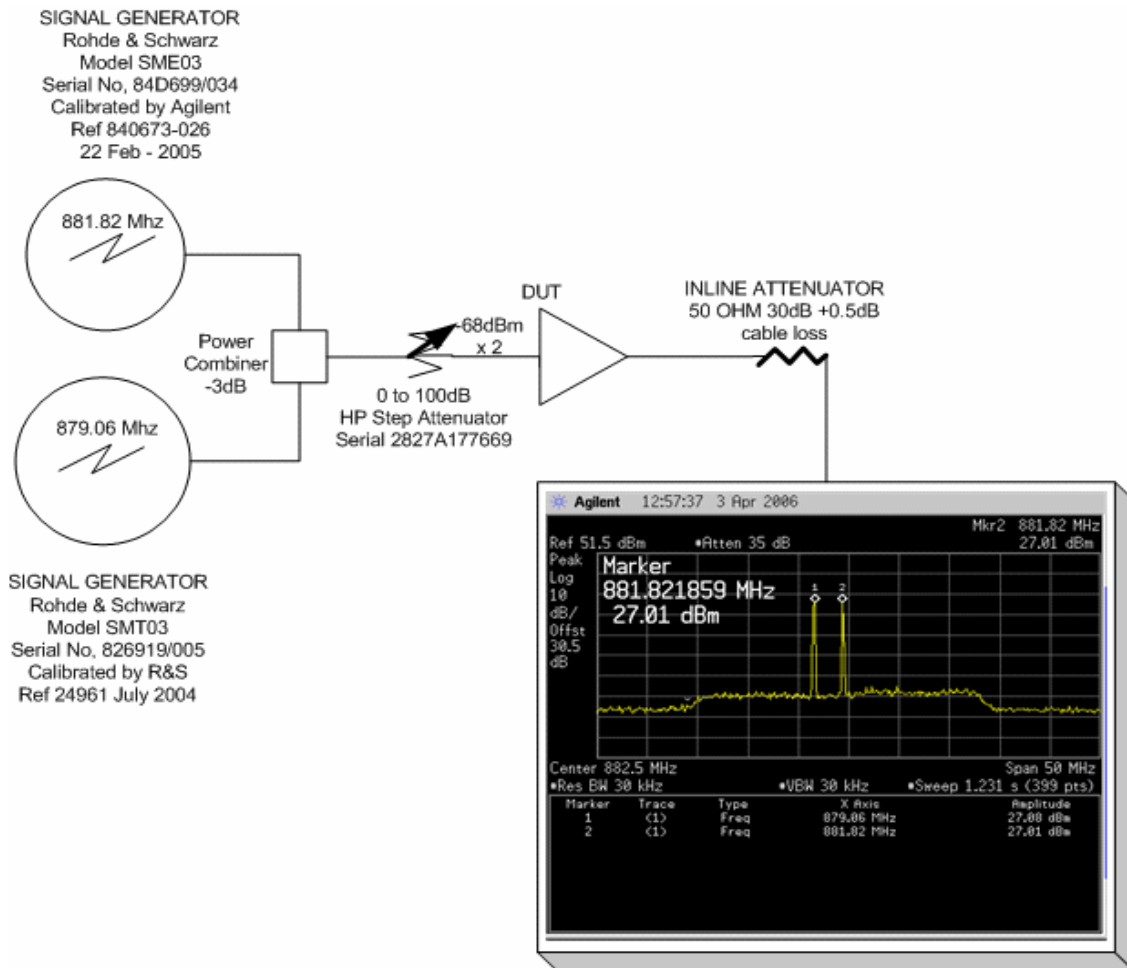 SIGNAL GENERATOR
Rohde & Schwarz
Model SME03
Serial No, 84D699/034
Calibrated by Agilent
Ref 840673-026
22 Feb - 2005
881.82 Mhz
Power
Combiner
-3dB
879.06 Mhz
-68dBm
x 2
0 to 100dB
HP Step Attenuator
Serial 2827A177669
DUT
INLINE ATTENUATOR
50 OHM 30dB +0.5dB
cable loss
SIGNAL GENERATOR
Rohde & Schwarz
Model SMT03
Serial No, 826919/005
Calibrated by R&S
Ref 24961 July 2004
Agilent 12:57:37 3 Apr 2006
Mkr2 881.82 MHz
Ref 51.5 dBm •Atten 35 dB 27.01 dBm
Peak
Log
10
dB/
Offst
30.5
dB
Marker
881.821859 MHz
27.01 dBm
1 2
Center 882.5 MHz Span 50 MHz
•Res BW 30 kHz •VBW 30 kHz •Sweep 1.231 s (399 pts)
Marker Trace Type X Axis Amplitude
1 (1) Freq 879.06 MHz 27.08 dBm
2 (1) Freq 881.82 MHz 27.01 dBm